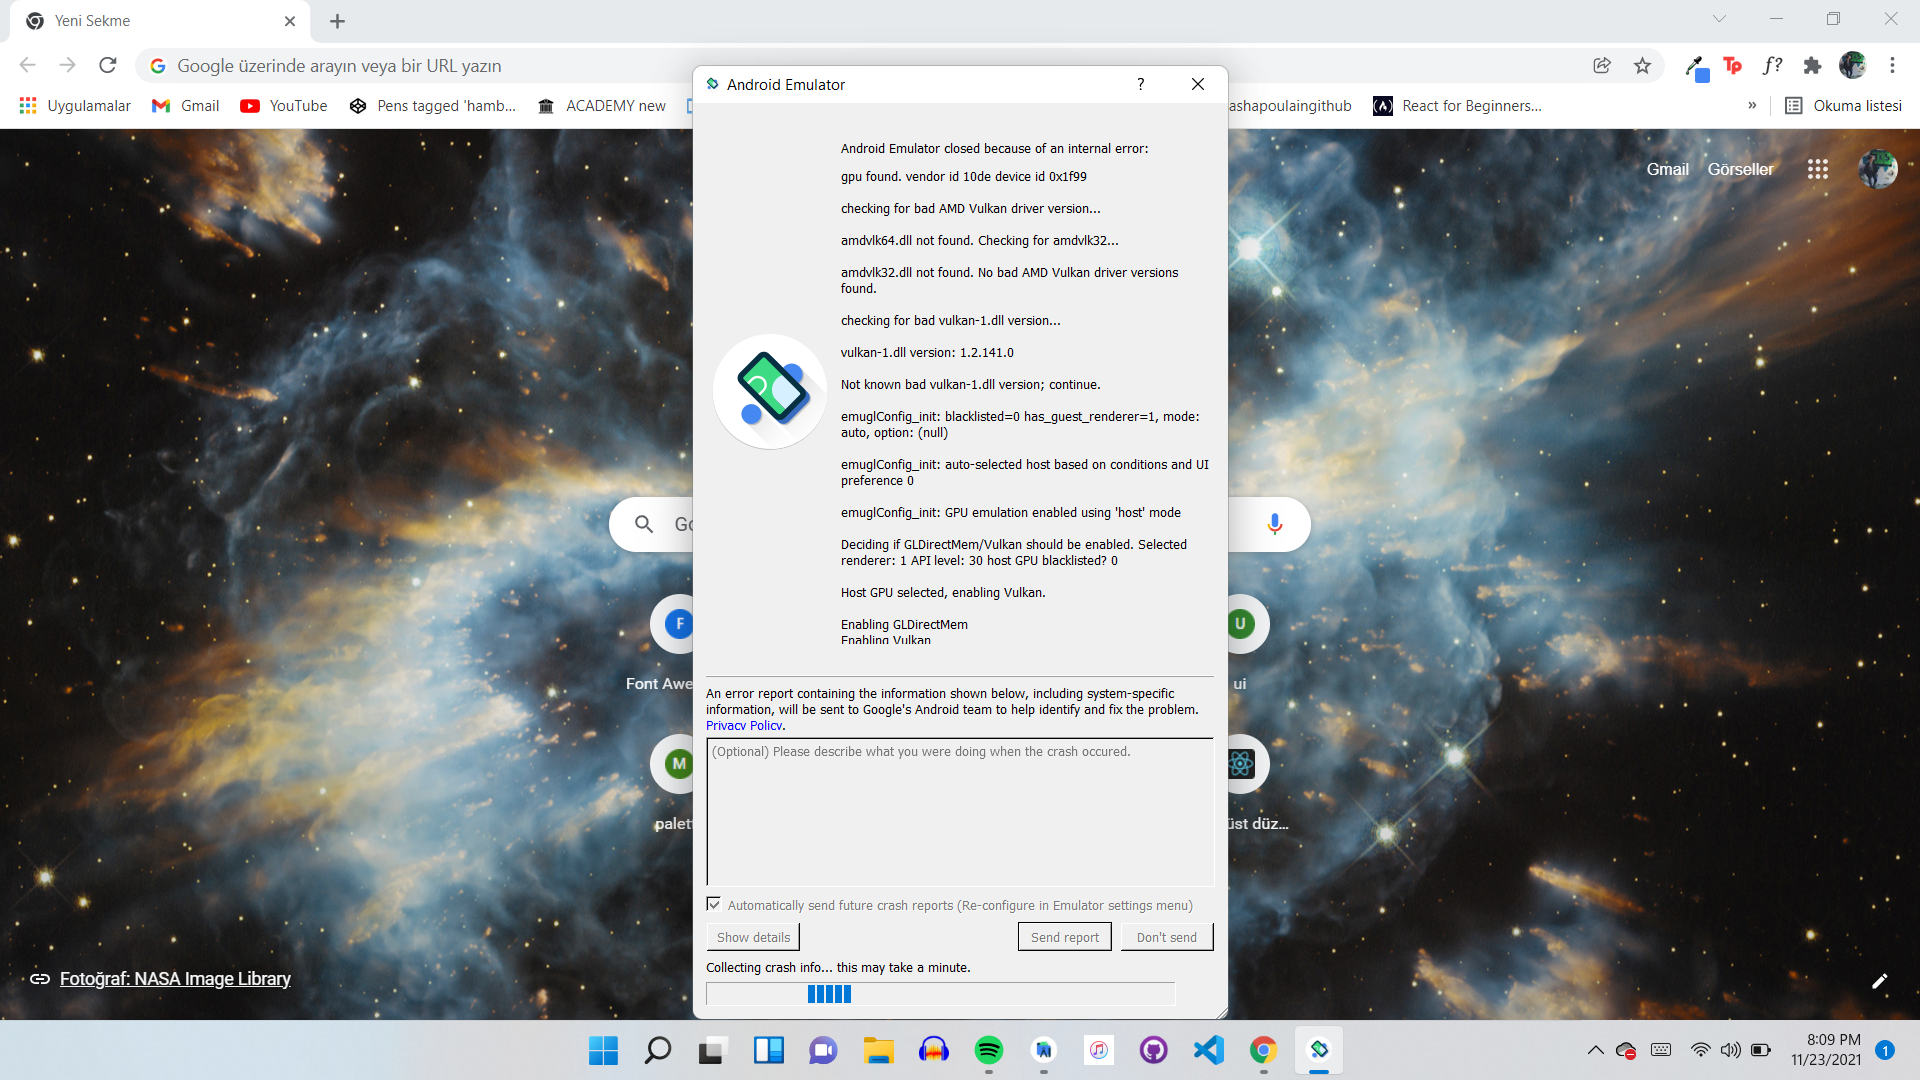 Yeni Sekme
Google üzerinde arayın veya bir URL yazın
Uygulamalar
Gmail
YouTube
Pens tagged 'hamb...
ACADEMY new
ashapoulaingithub
React for Beginners...
»
Okuma listesi
Gmail
Görseller
Android Emulator
?
Android Emulator closed because of an internal error:
gpu found. vendor id 10de device id 0x1f99
checking for bad AMD Vulkan driver version...
amdvlk64.dll not found. Checking for amdvlk32...
amdvlk32.dll not found. No bad AMD Vulkan driver versions
found.
checking for bad vulkan-1.dll version...
vulkan-1.dll version: 1.2.141.0
Not known bad vulkan-1.dll version; continue.
emuglConfig_init: blacklisted=0 has_guest_renderer=1, mode:
auto, option: (null)
emuglConfig_init: auto-selected host based on conditions and UI
preference 0
emuglConfig_init: GPU emulation enabled using 'host' mode
Deciding if GLDirectMem/Vulkan should be enabled. Selected
renderer: 1 API level: 30 host GPU blacklisted? 0
Host GPU selected, enabling Vulkan.
Enabling GLDirectMem
Enabling Vulkan
An error report containing the information shown below, including system-specific
information, will be sent to Google's Android team to help identify and fix the problem.
Privacy Policy.
(Optional) Please describe what you were doing when the crash occured.
Automatically send future crash reports (Re-configure in Emulator settings menu)
Show details
Send report
Don't send
Collecting crash info... this may take a minute.
Go
F
Font Awe
U
ui
M
palett
üst düz...
Fotoğraf: NASA Image Library
Tp
f?
8:09 PM
11/23/2021
1